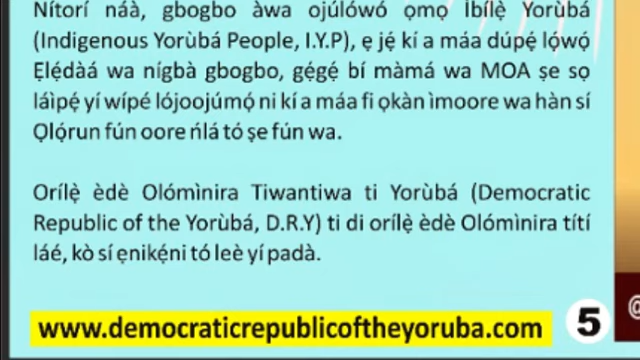 Nítorí náà, gbogbo àwa ojúlówó ọmọ Ìbílẹ̀ Yorùbá
(Indigenous Yorùbá People, I.Y.P), ẹ jẹ́ kí a máa dúpẹ́ lọ́wọ́
Ẹlẹ́dàá wa nígbà gbogbo, gẹ́gẹ́ bí màmá wa MOA ṣe sọ
láìpẹ́ yí wípé lójoojúmọ́ ni kí a máa fi ọkàn ìmoore wa hàn sí
Ọlọ́run fún oore ńlá tó ṣe fún wa.
Orílẹ̀ èdè Olómìnira Tiwantiwa ti Yorùbá (Democratic
Republic of the Yorùbá, D.R.Y) ti di orílẹ̀ èdè Olómìnira títí
láé, kò sí ẹnikẹ́ni tó leè yí padà.
www.democraticrepublicoftheyoruba.com
5
@